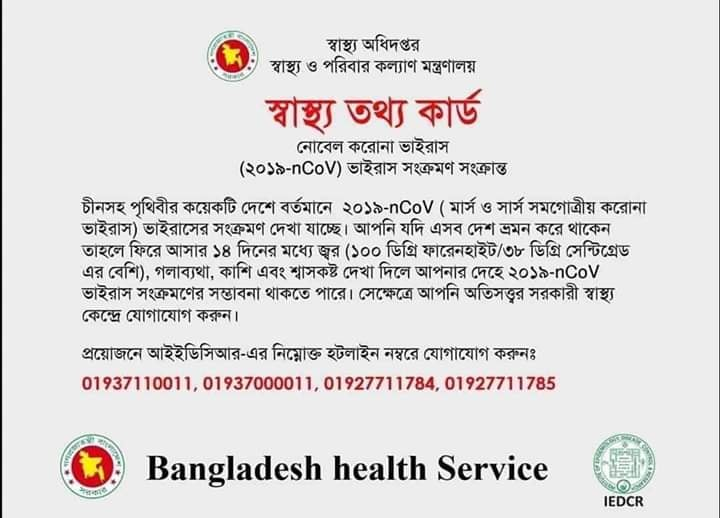 স্বাস্থ্য অধিদপ্তর
স্বাস্থ্য ও পরিবার কল্যাণ মন্ত্রণালয়
স্বাস্থ্য তথ্য কার্ড
নোবেল করোনা ভাইরাস
(২০১৯-nCoV) ভাইরাস সংক্রমণ সংক্রান্ত
চীনসহ পৃথিবীর কয়েকটি দেশে বর্তমানে ২০১৯-nCoV ( মার্স ও সার্স সমগোত্রীয় করোনা
ভাইরাস) ভাইরাসের সংক্রমণ দেখা যাচ্ছে। আপনি যদি এসব দেশ ভ্রমন করে থাকেন
তাহলে ফিরে আসার ১৪ দিনের মধ্যে জ্বর (১০০ ডিগ্রি ফারেনহাইট/৩৮ ডিগ্রি সেন্টিগ্রেড
এর বেশি), গলাব্যথা, কাশি এবং শ্বাসকষ্ট দেখা দিলে আপনার দেহে ২০১৯-nCoV
ভাইরাস সংক্রমণের সম্ভাবনা থাকতে পারে। সেক্ষেত্রে আপনি অতিসত্ত্বর সরকারী স্বাস্থ্য
কেন্দ্রে যোগাযোগ করুন।
প্রয়োজনে আইইডিসিআর-এর নিম্নোক্ত হটলাইন নম্বরে যোগাযোগ করুনঃ
01937110011, 01937000011, 01927711784, 01927711785
গণপ্রজাতন্ত্রী বাংলাদেশ
সরকার
Bangladesh health Service
IEDCR